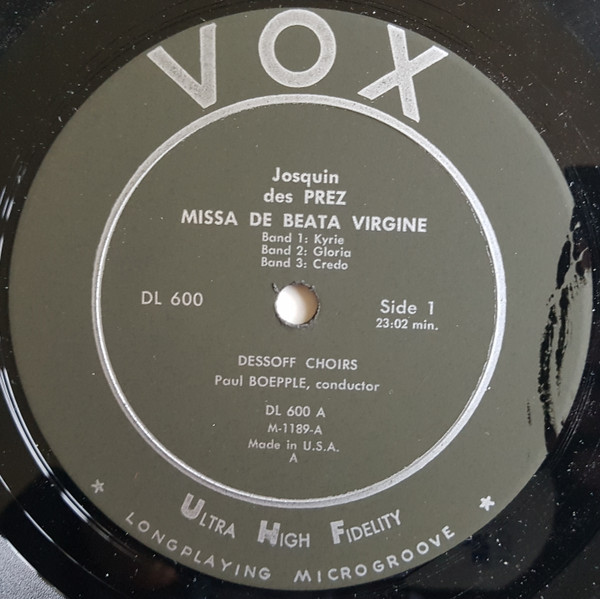 VOX
Josquin
des PREZ
MISSA DE BEATA VIRGINE
Band 1: Kyrie
Band 2: Gloria
Band 3: Credo
DL 600
Side 1
23:02 min.
DESSOFF CHOIRS
Paul BOEPPLE, conductor
DL 600 A
M-1189-A
Made in U.S.A.
A
ULTRA HIGH FIDELITY
* LONGPLAYING MICROGROOVE *